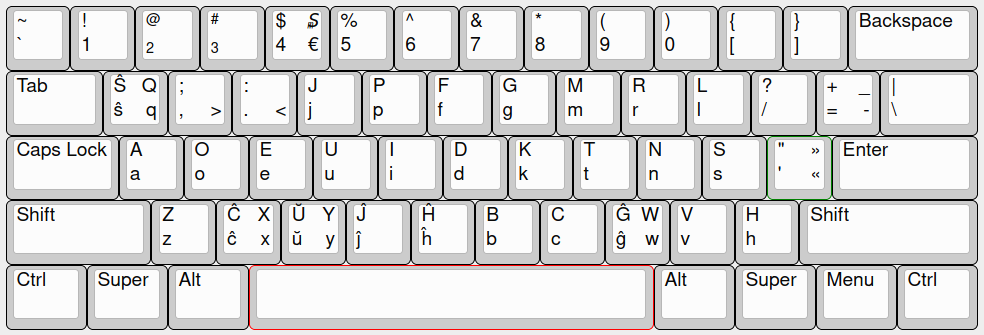 ~ ! @ # $ ₷ % ^ & * ( ) { } Backspace
` 1 2 3 4 € 5 6 7 8 9 0 [ ]
Tab Ŝ Q ; : J P F G M R L ? + _ |
ŝ q , > . < j p f g m r l / = - \
Caps Lock A O E U I D K T N S " » Enter
a o e u i d k t n s ' «
Shift Z Ĉ X Ŭ Y Ĵ Ĥ B C Ĝ W V H Shift
z ĉ x ŭ y ĵ ĥ b c ĝ w v h
Ctrl Super Alt Alt Super Menu Ctrl